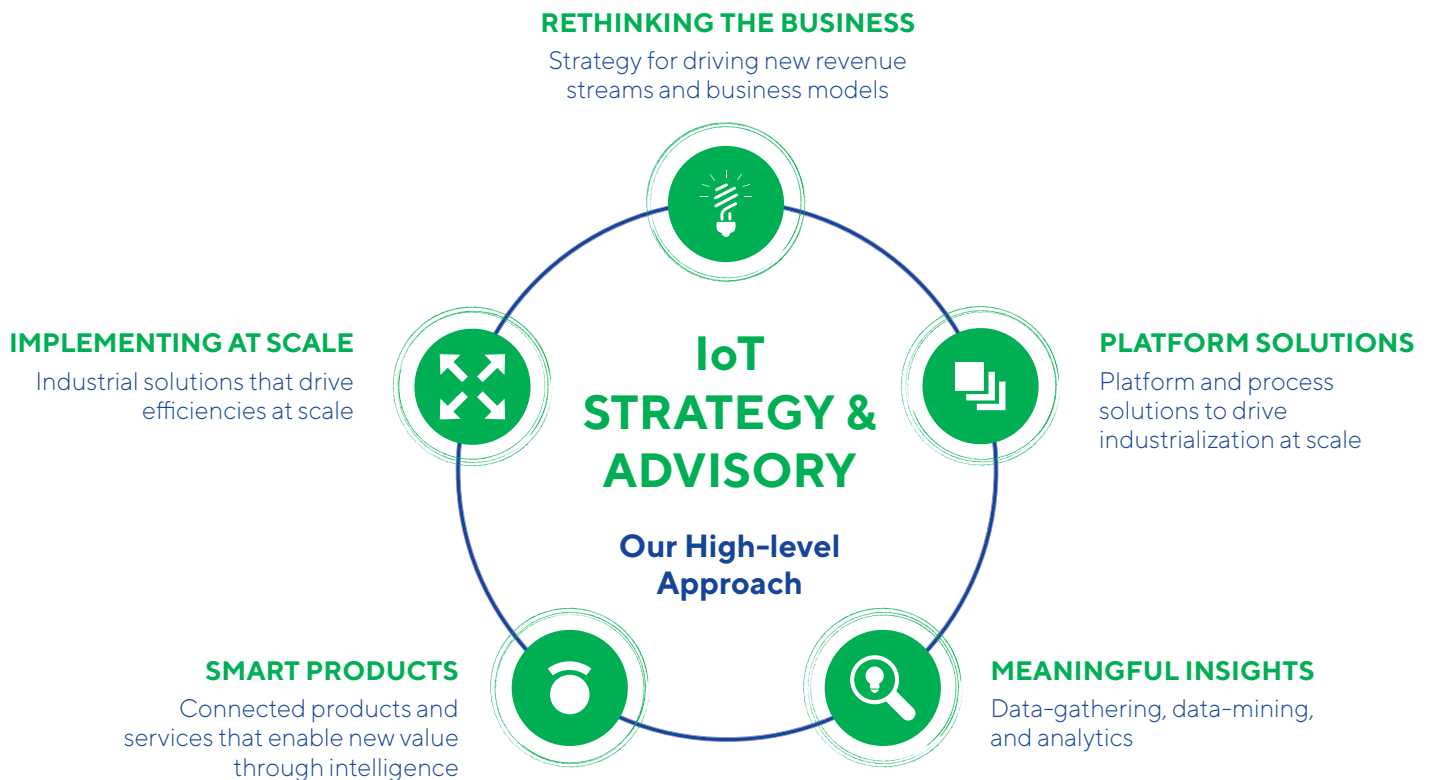 RETHINKING THE BUSINESS
Strategy for driving new revenue
streams and business models
IMPLEMENTING AT SCALE
Industrial solutions that drive
efficiencies at scale
IoT
STRATEGY &
ADVISORY
Our High-level
Approach
PLATFORM SOLUTIONS
Platform and process
solutions to drive
industrialization at scale
SMART PRODUCTS
Connected products and
services that enable new value
through intelligence
MEANINGFUL INSIGHTS
Data-gathering, data-mining,
and analytics